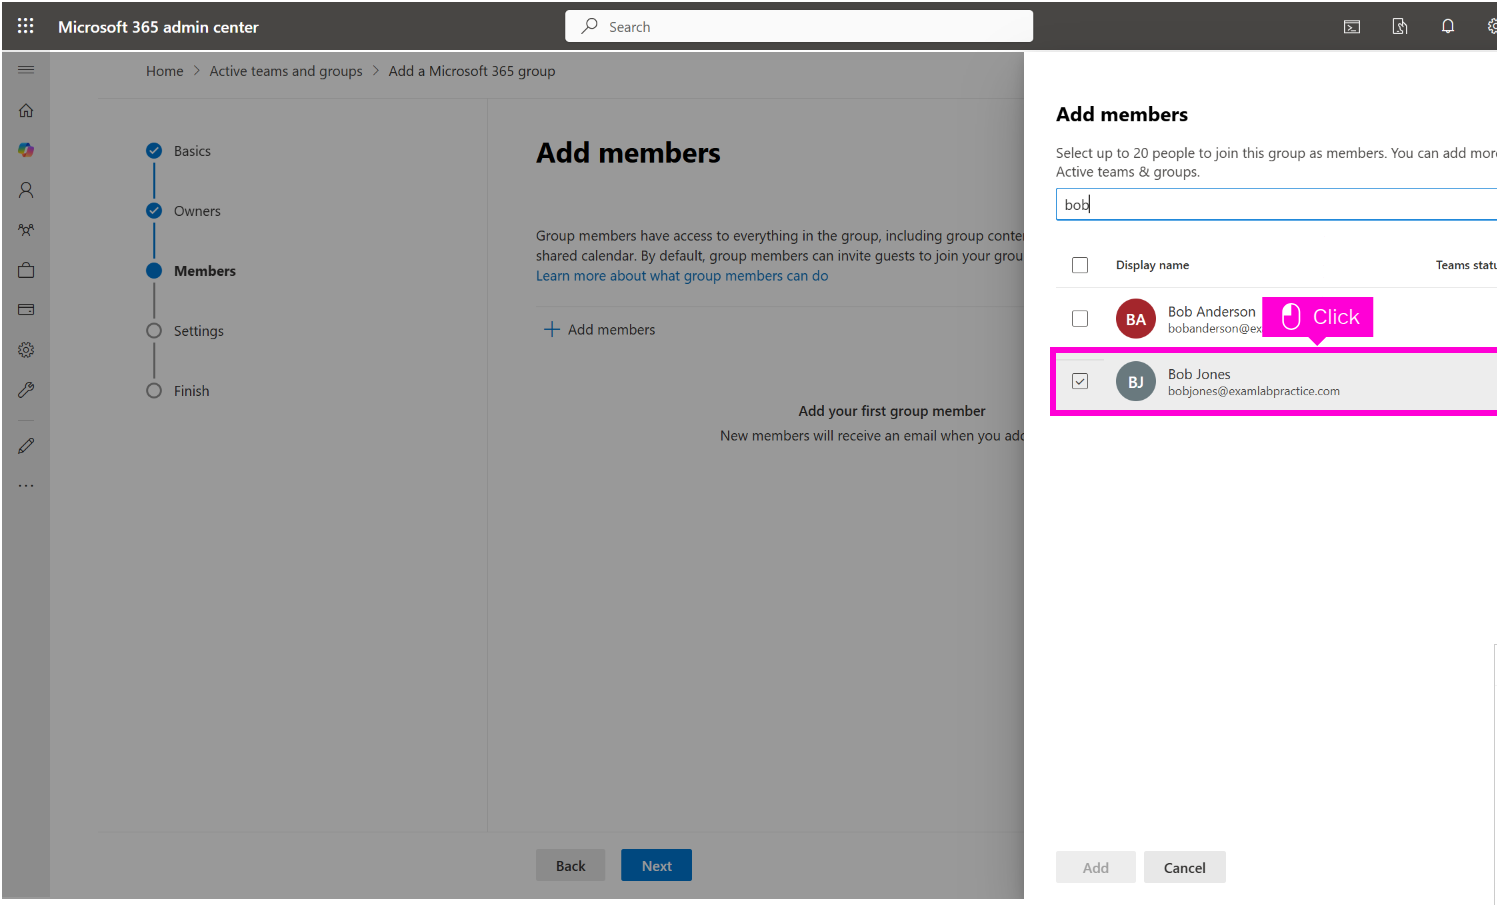 Microsoft 365 admin center
Search
Home > Active teams and groups > Add a Microsoft 365 group
Basics
Owners
Members
Settings
Finish
Add members
Group members have access to everything in the group, including group conte
shared calendar. By default, group members can invite guests to join your grou
Learn more about what group members can do
Add members
Add your first group member
New members will receive an email when you add
Back
Next
Add members
Select up to 20 people to join this group as members. You can add more
Active teams & groups.
bob
Display name
Teams statu
BA
Bob Anderson
bobanderson@ex
Click
BJ
Bob Jones
bobjones@examlabpractice.com
Add
Cancel